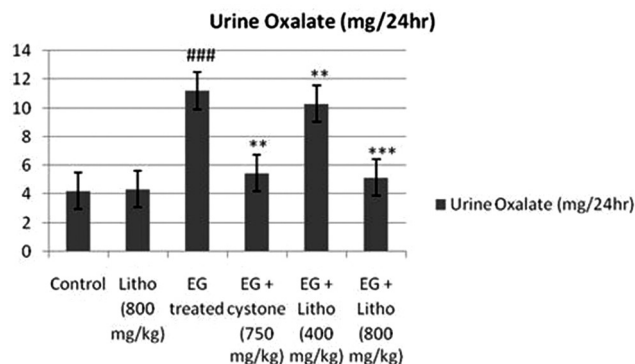 Urine Oxalate (mg/24hr)
14
12
10
8
6
4
2
0
###
**
**
***
Control
Litho
(800
mg/kg)
EG
treated
EG +
cystone
(750
mg/kg)
EG +
Litho
(400
mg/kg)
EG +
Litho
(800
mg/kg)
Urine Oxalate (mg/24hr)